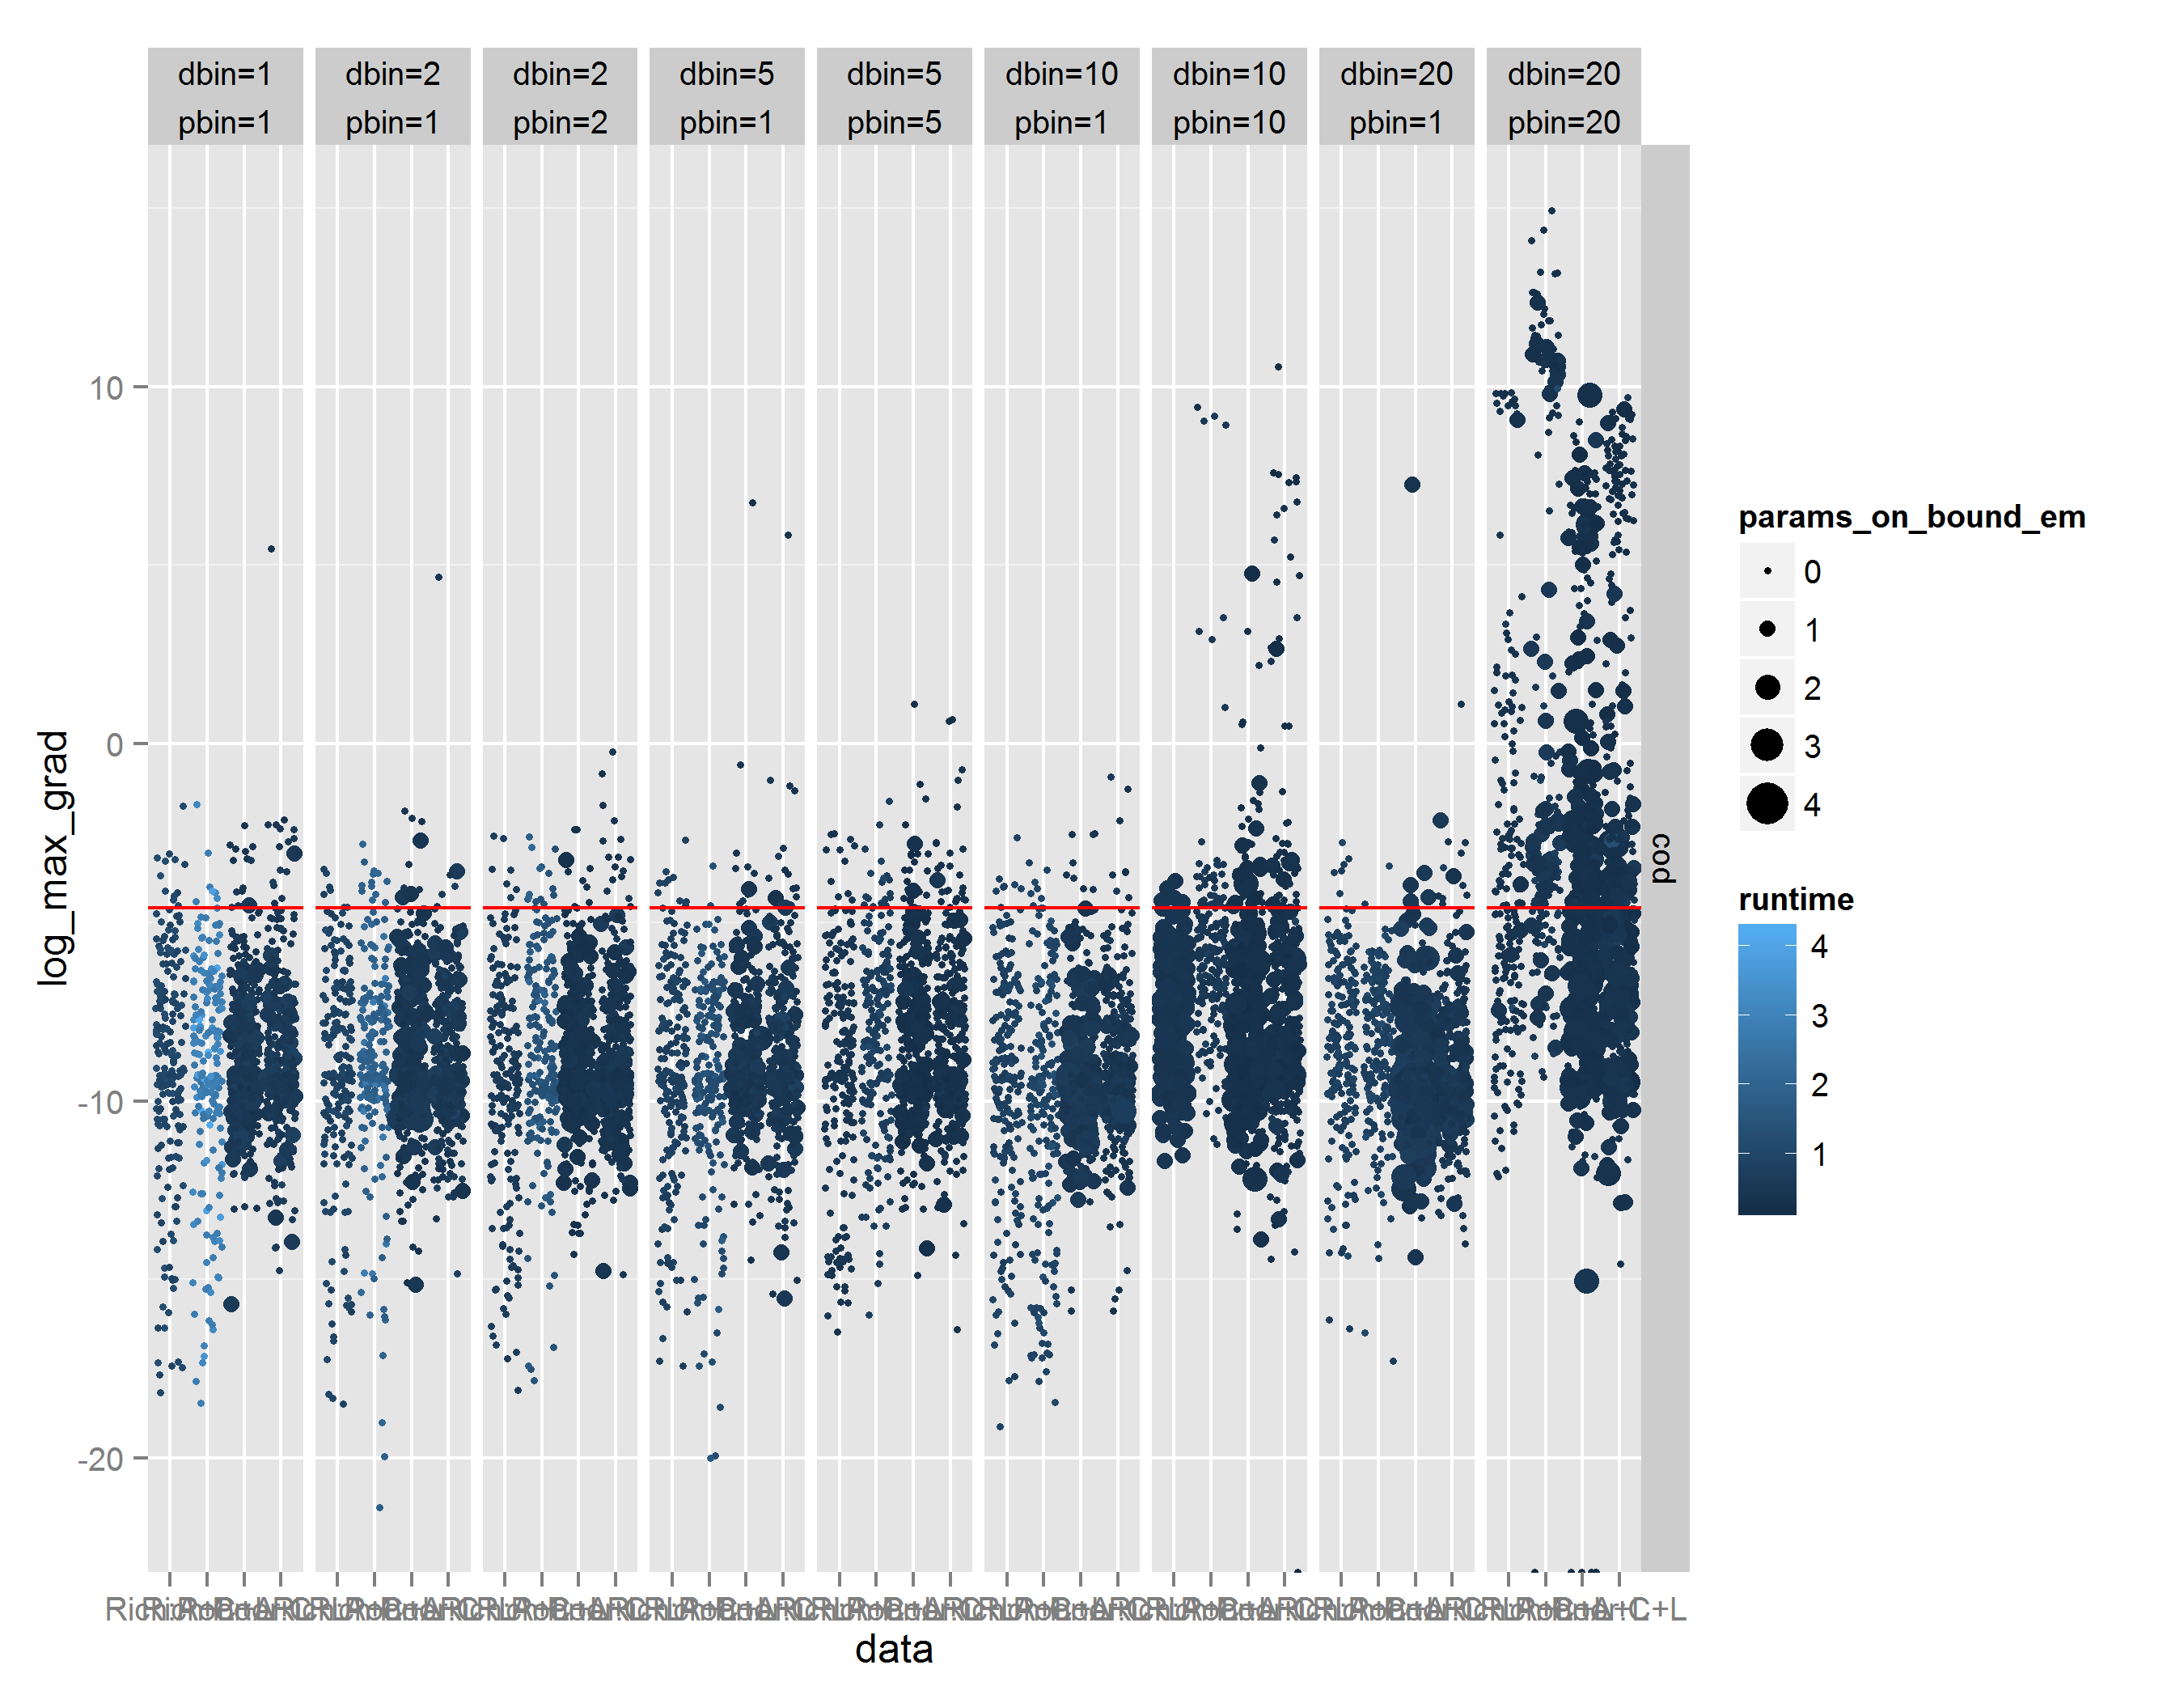 dbin=1 dbin=2 dbin=2 dbin=5 dbin=5 dbin=10 dbin=10 dbin=20 dbin=20
pbin=1 pbin=1 pbin=2 pbin=1 pbin=5 pbin=1 pbin=10 pbin=1 pbin=20
10
0
-10
-20
log_max_grad
cod
data
params_on_bound_em
0
1
2
3
4
runtime
4
3
2
1